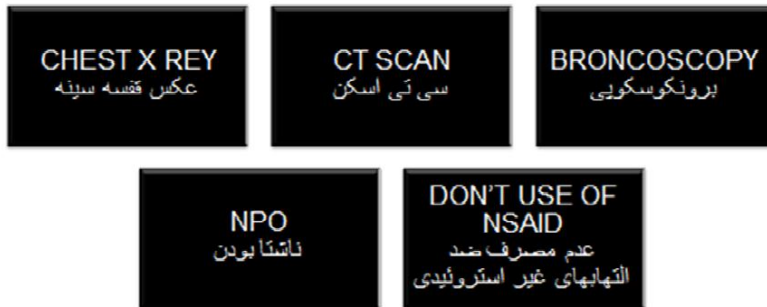 CHEST X REY
عکس قفسه سینه
CT SCAN
سی تی اسکن
BRONCOSCOPY
برونکوسکوپی
NPO
ناشتا بودن
DON'T USE OF
NSAID
عدم مصرف ضد
التهابهای غیر استروئیدی